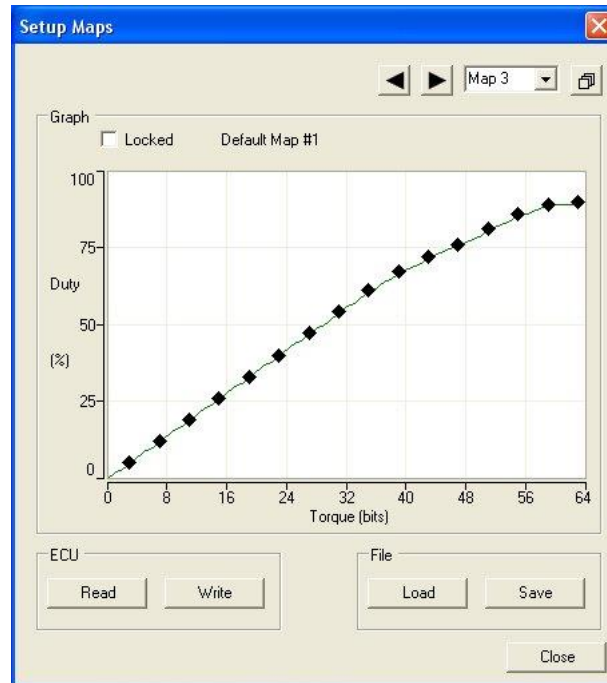 Setup Maps
Map 3
Graph
Locked Default Map #1
100
75
Duty
50
(%)
25
0
0 8 16 24 32 40 48 56 64
Torque (bits)
ECU
File
Read Write Load Save
Close